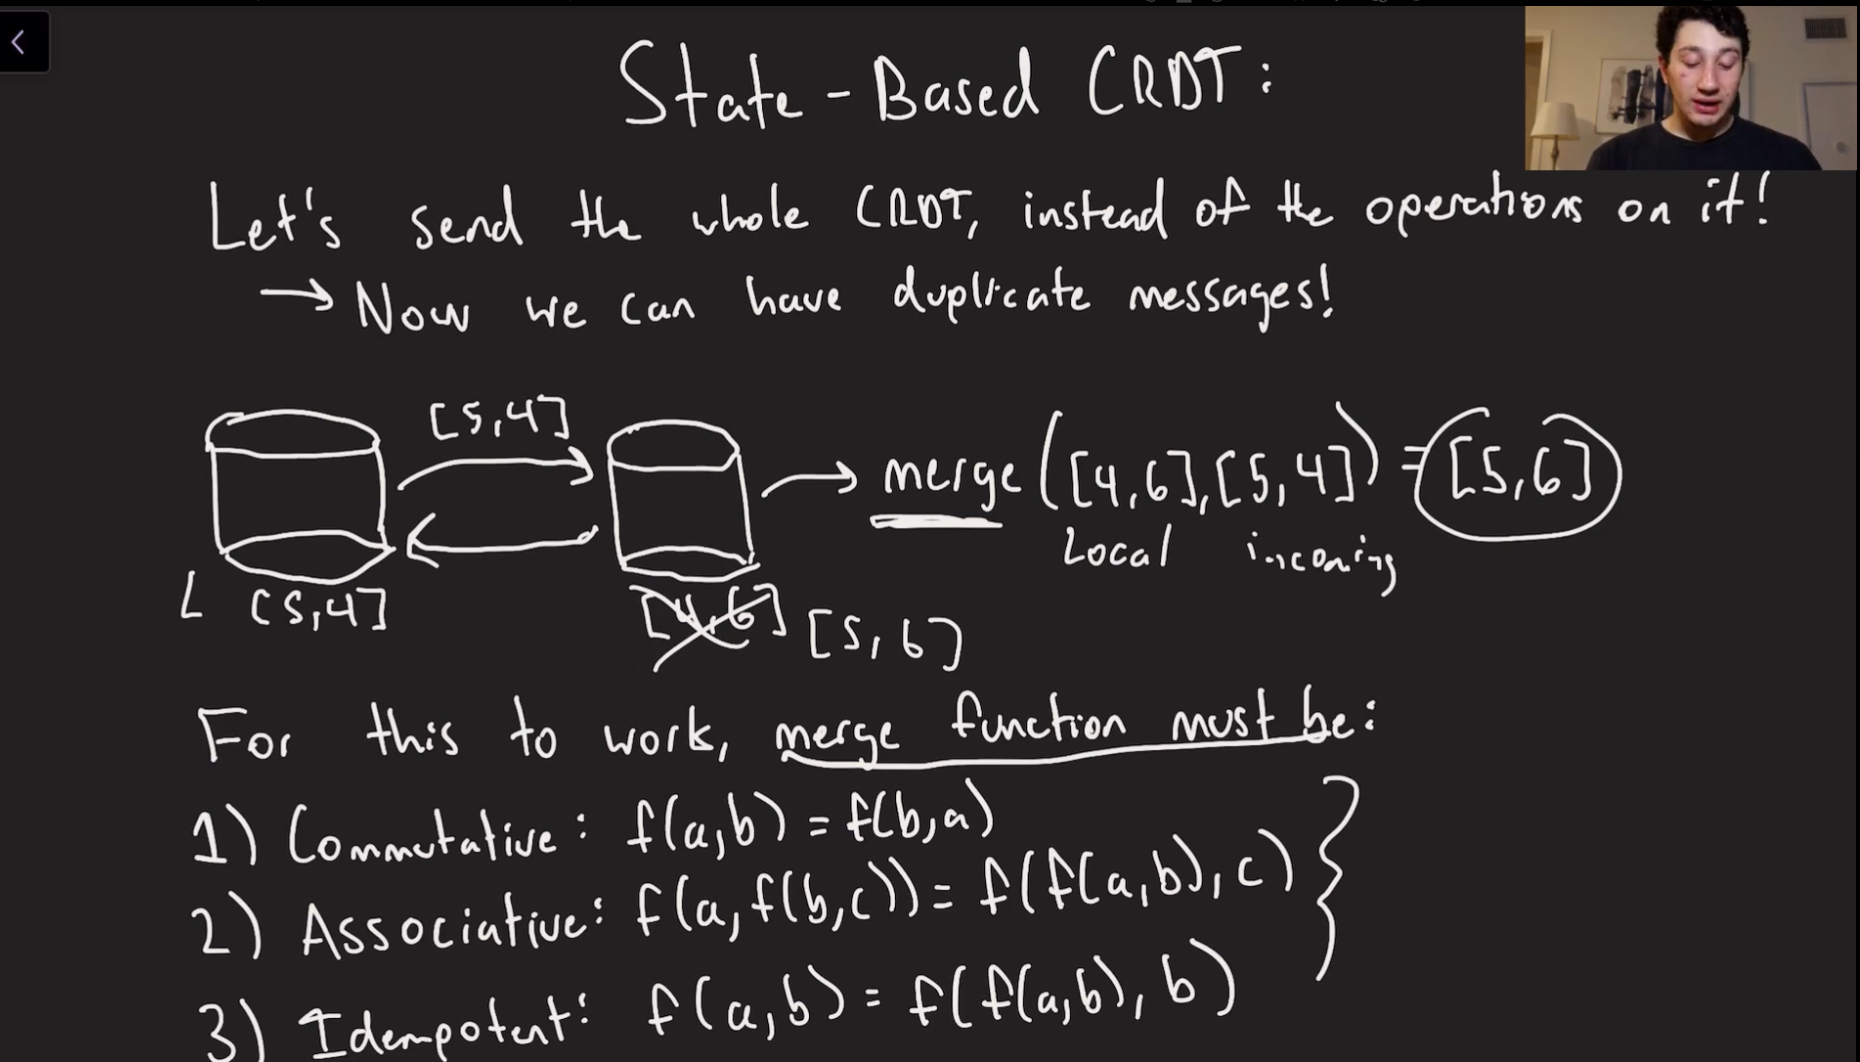 State-Based CRDT:
Let's send the whole CRDT, instead of the operations on it!
→ Now we can have duplicate messages!
[5,4]
→ merge([4,6],[5,4]) = [5,6]
Local incoming
L [5,4]
[4,6] [5,6]
For this to work, merge function must be:
1) Commutative: f(a,b) = f(b,a)
2) Associative: f(a, f(b,c)) = f(f(a,b), c)
3) Idempotent: f(a,b) = f(f(a,b), b)